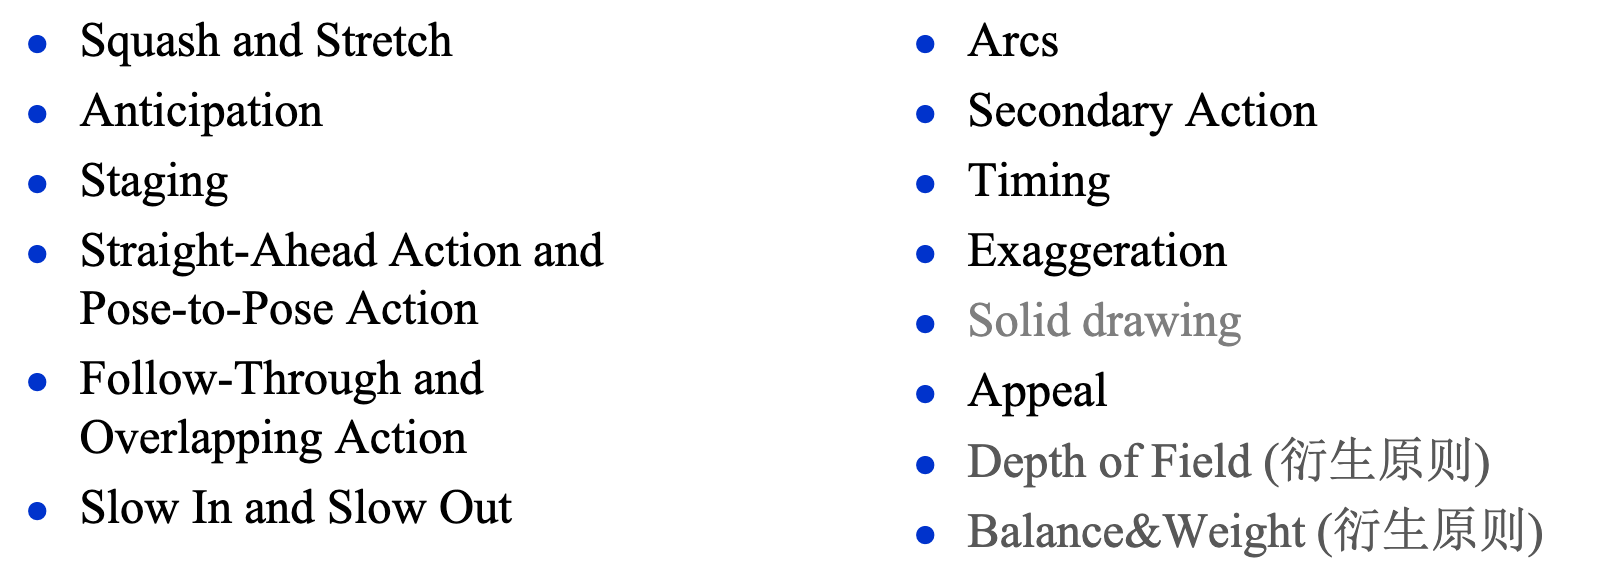 Squash and Stretch
Anticipation
Staging
Straight-Ahead Action and
Pose-to-Pose Action
Follow-Through and
Overlapping Action
Slow In and Slow Out
Arcs
Secondary Action
Timing
Exaggeration
Solid drawing
Appeal
Depth of Field (衍生原则)
Balance&Weight (衍生原则)